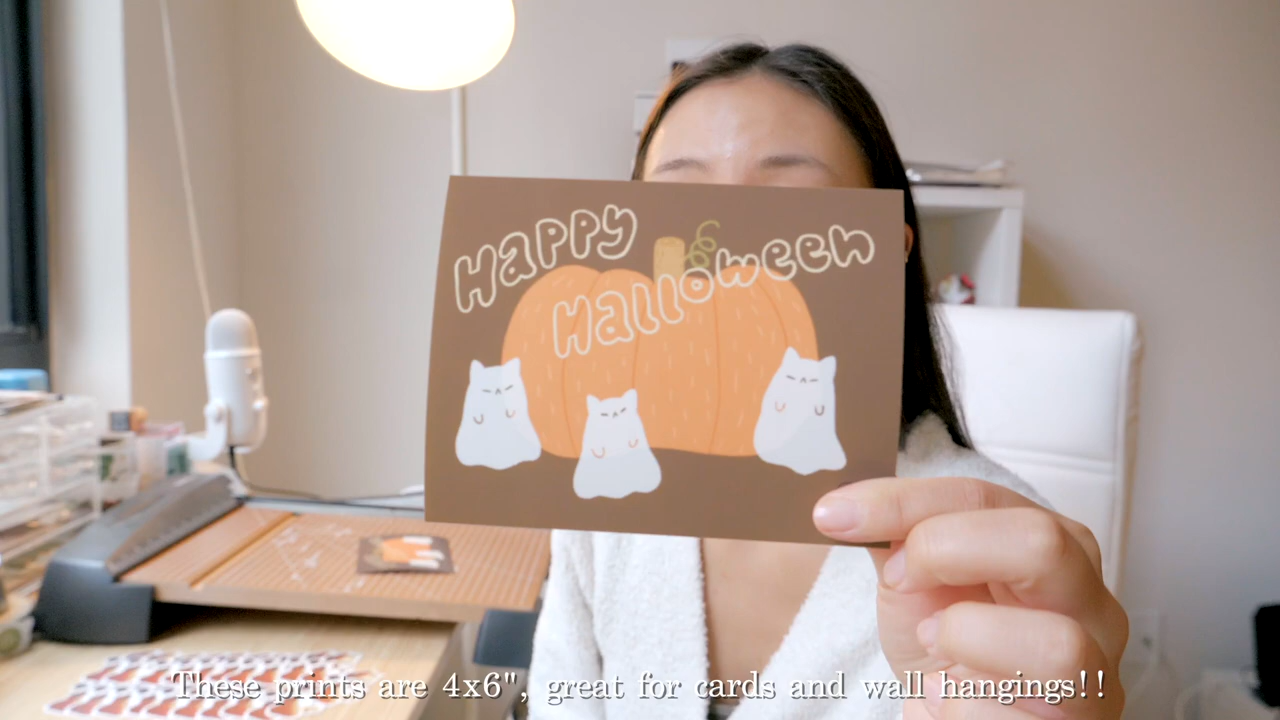 Happy
Halloween
These prints are 4x6", great for cards and wall hangings!!